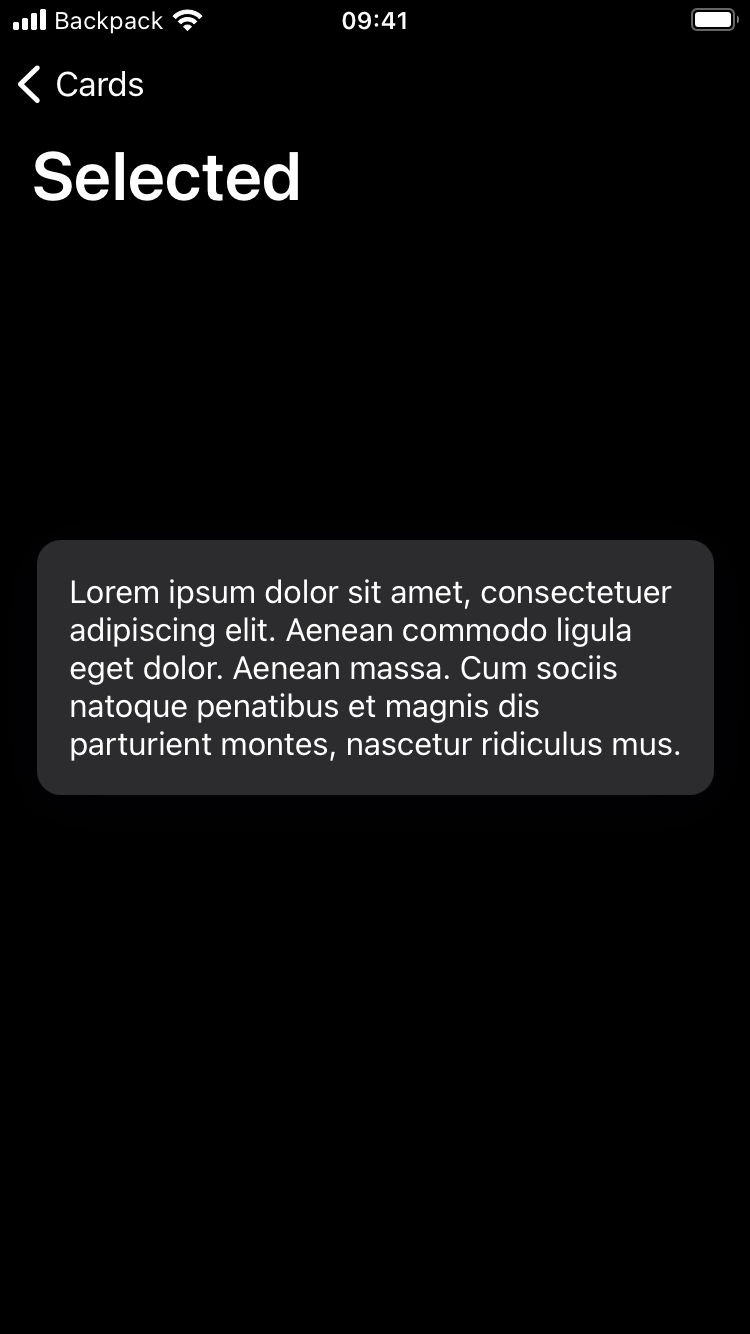 Backpack 09:41
Cards
Selected
Lorem ipsum dolor sit amet, consectetuer
adipiscing elit. Aenean commodo ligula
eget dolor. Aenean massa. Cum sociis
natoque penatibus et magnis dis
parturient montes, nascetur ridiculus mus.